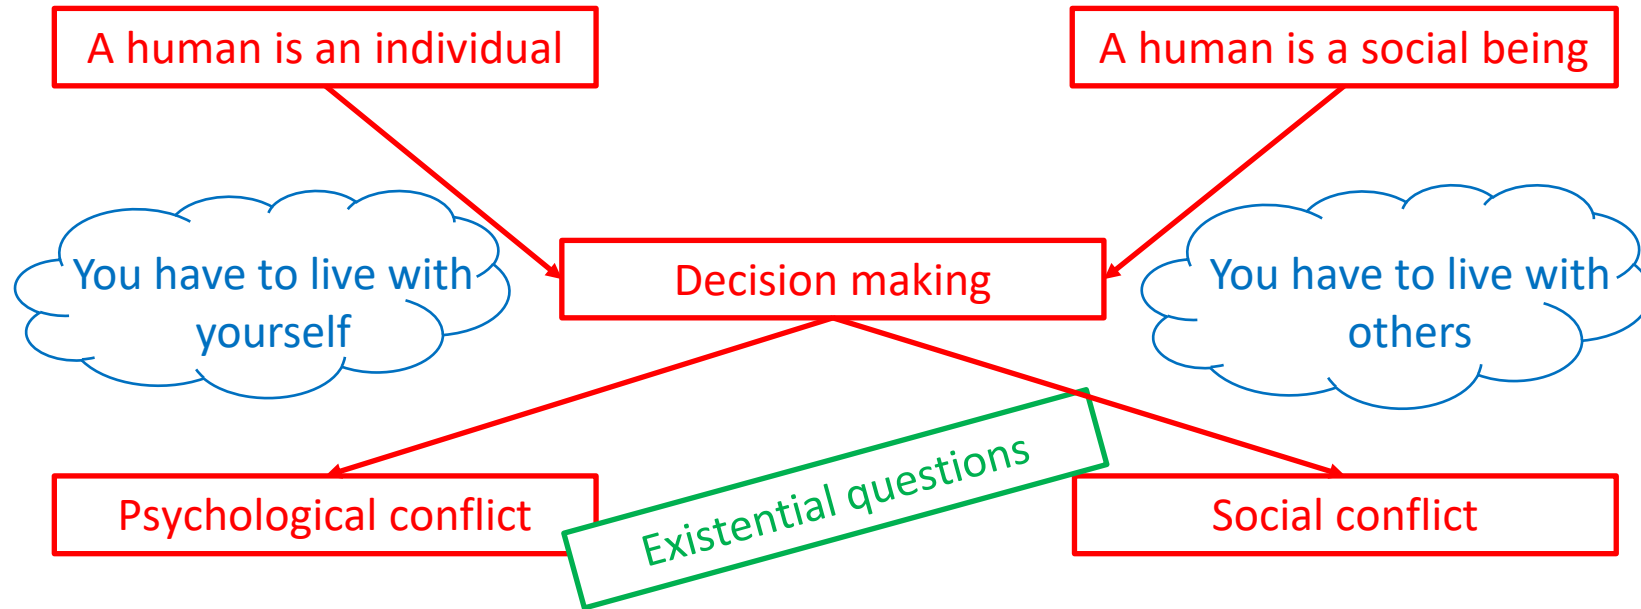 A human is an individual
A human is a social being
You have to live with
yourself
Decision making
You have to live with
others
Psychological conflict
Existential questions
Social conflict